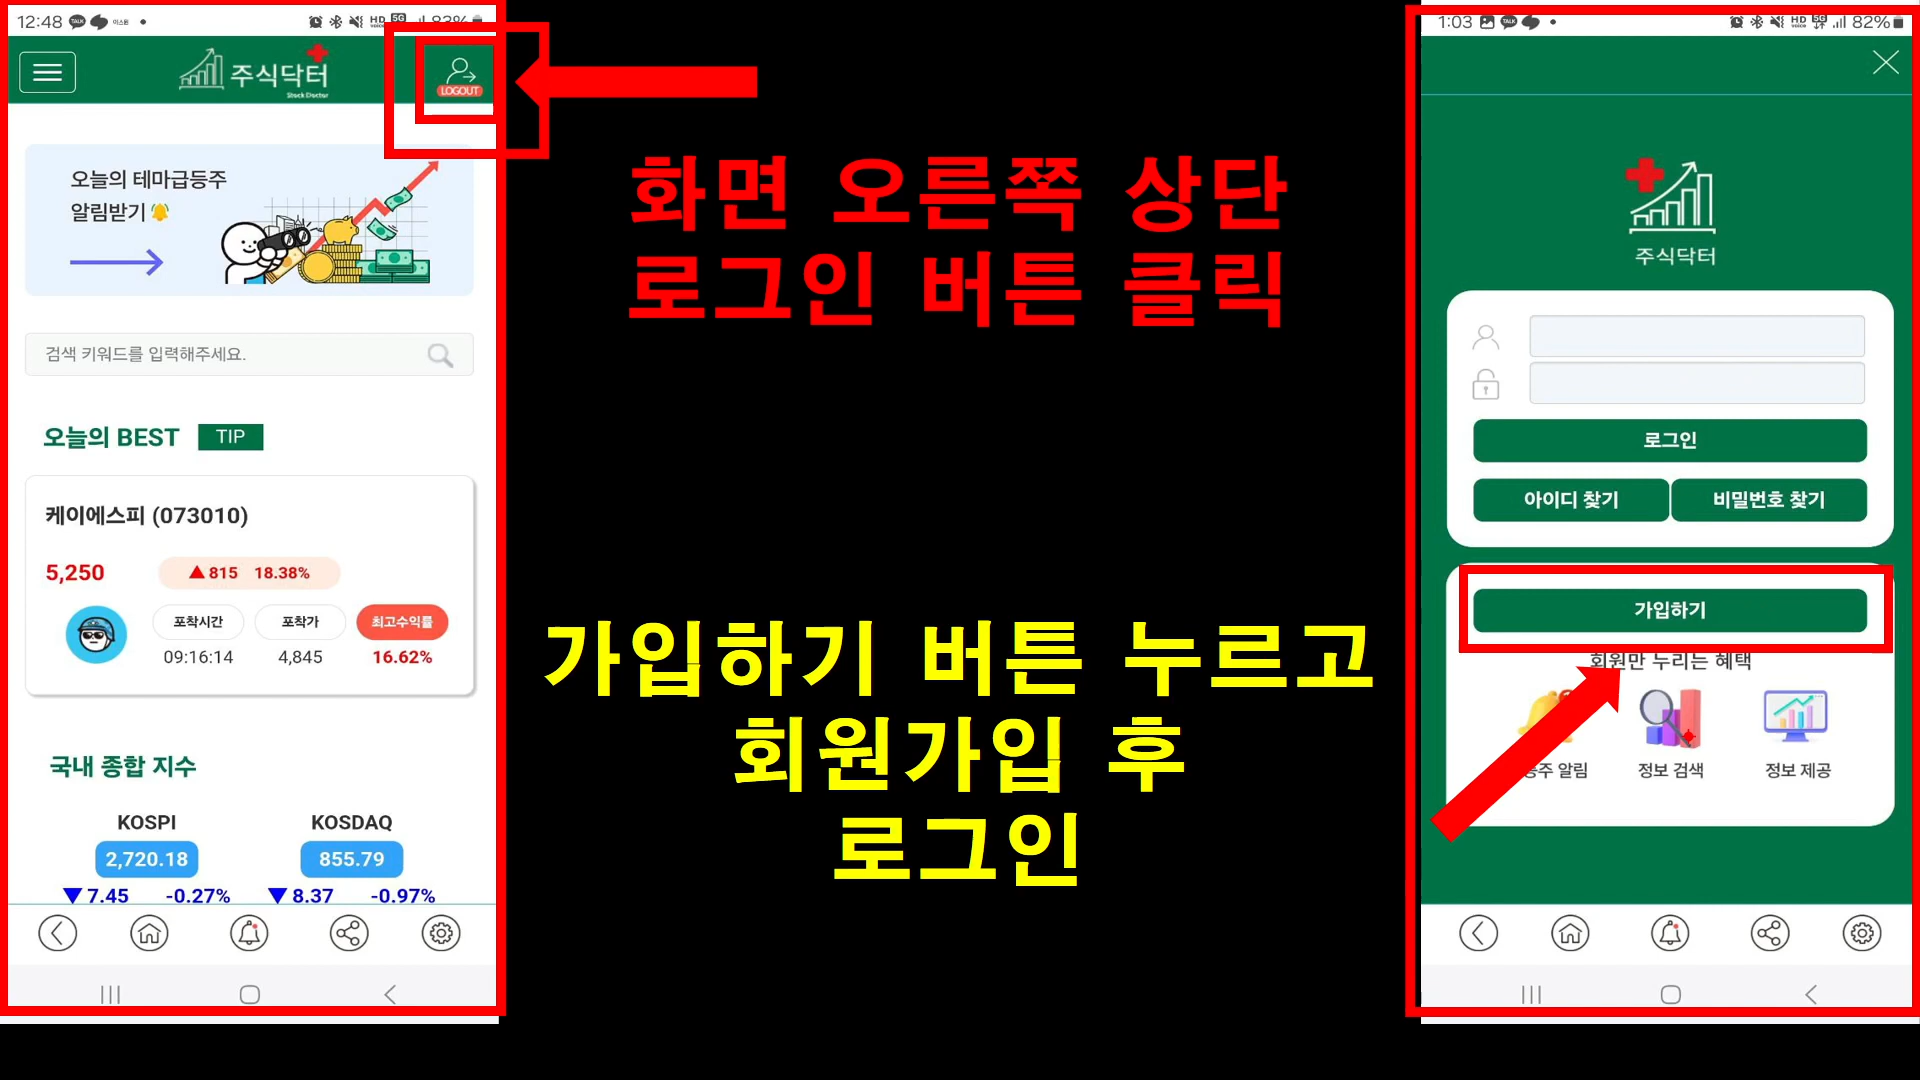 12:48
83%
주식닥터
Stock Doctor
LOGOUT
오늘의 테마급등주
알림받기
검색 키워드를 입력해주세요.
오늘의 BEST TIP
케이에스피 (073010)
5,250 ▲815 18.38%
포착시간 포착가 최고수익률
09:16:14 4,845 16.62%
국내 종합 지수
KOSPI KOSDAQ
2,720.18 855.79
▼7.45 -0.27% ▼8.37 -0.97%
화면 오른쪽 상단
로그인 버튼 클릭
가입하기 버튼 누르고
회원가입 후
로그인
1:03
82%
주식닥터
로그인
아이디 찾기 비밀번호 찾기
가입하기
회원만 누리는 혜택
알림 정보 검색 정보 제공